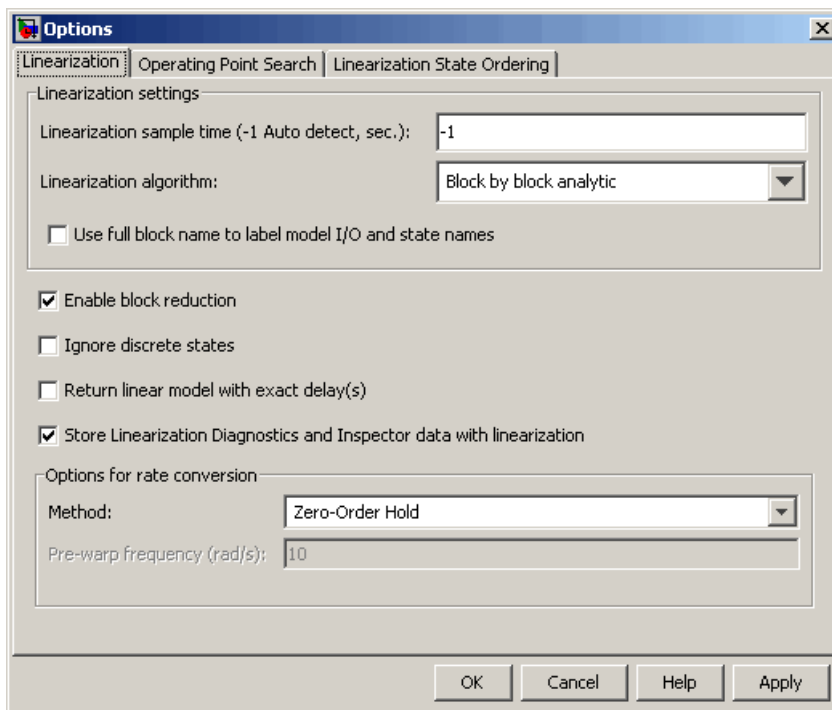 Options
Linearization Operating Point Search Linearization State Ordering
Linearization settings
Linearization sample time (-1 Auto detect, sec.): -1
Linearization algorithm: Block by block analytic
Use full block name to label model I/O and state names
Enable block reduction
Ignore discrete states
Return linear model with exact delay(s)
Store Linearization Diagnostics and Inspector data with linearization
Options for rate conversion
Method: Zero-Order Hold
Pre-warp frequency (rad/s): 10
OK Cancel Help Apply